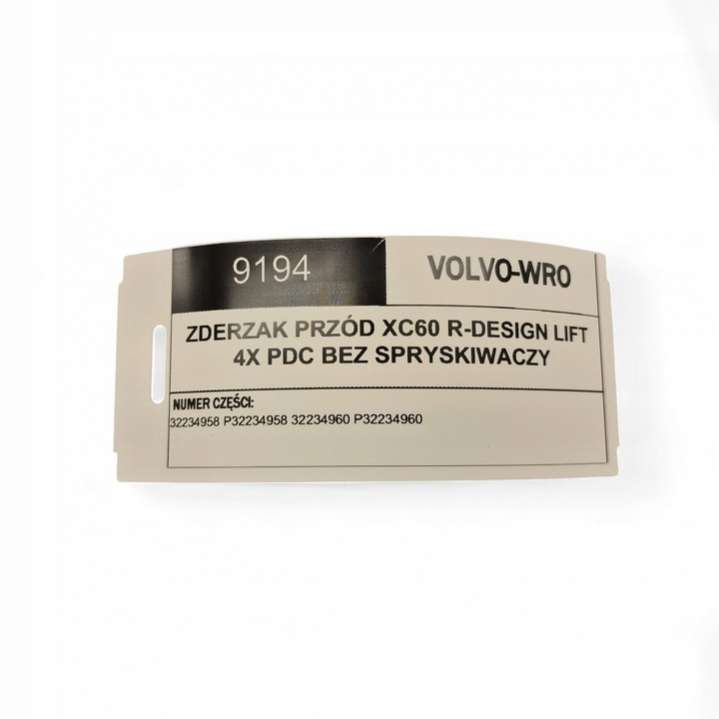 9194
VOLVO-WRO
ZDERZAK PRZÓD XC60 R-DESIGN LIFT
4X PDC BEZ SPRYSKIWACZY
NUMER CZĘŚCI:
32234958 P32234958 32234960 P32234960